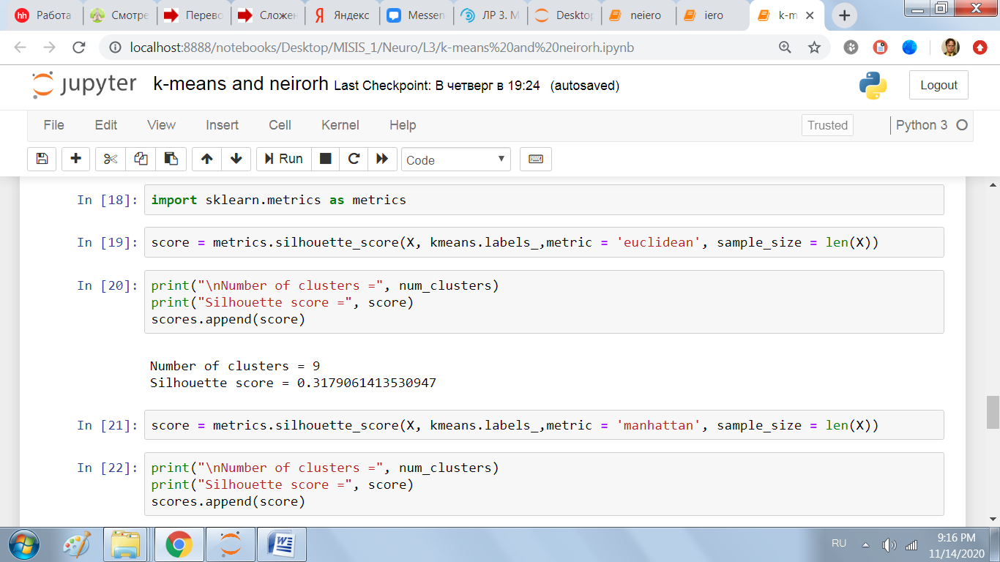 Работа
Смотре
Перево
Сложен
Яндекс
Messen
ЛР 3. М
Desktop
neiero
iero
k-m
localhost:8888/notebooks/Desktop/MISIS_1/Neuro/L3/k-means%20and%20neirorh.ipynb
jupyter k-means and neirorh Last Checkpoint: В четверг в 19:24 (autosaved)
Logout
File Edit View Insert Cell Kernel Help
Trusted
Python 3
Run
Code
In [18]: import sklearn.metrics as metrics
In [19]: score = metrics.silhouette_score(X, kmeans.labels_,metric = 'euclidean', sample_size = len(X))
In [20]: print("\nNumber of clusters =", num_clusters)
print("Silhouette score =", score)
scores.append(score)
Number of clusters = 9
Silhouette score = 0.3179061413530947
In [21]: score = metrics.silhouette_score(X, kmeans.labels_,metric = 'manhattan', sample_size = len(X))
In [22]: print("\nNumber of clusters =", num_clusters)
print("Silhouette score =", score)
scores.append(score)
RU
9:16 PM
11/14/2020